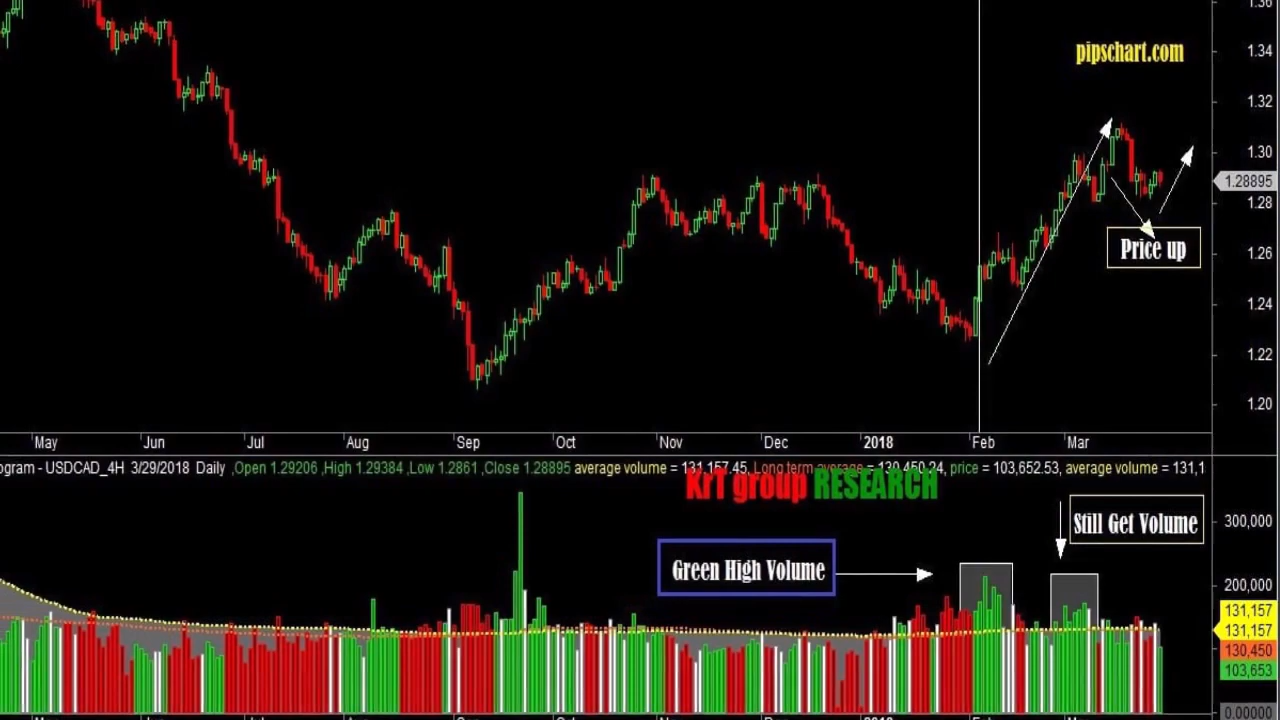 1.36
pipschart.com
1.34
1.32
1.30
1.28895
1.28
Price up
1.26
1.24
1.22
1.20
May Jun Jul Aug Sep Oct Nov Dec 2018 Feb Mar
ogram - USDCAD_4H 3/29/2018 Daily ,Open 1.29206 ,High 1.29384 ,Low 1.2861 ,Close 1.28895 average volume = 131,157.45, Long term average = 130,450.24, price = 103,652.53, average volume = 131,1
KrT group RESEARCH
Still Get Volume
300,000
Green High Volume
200,000
131,157
131,157
130,450
103,653
0.00000